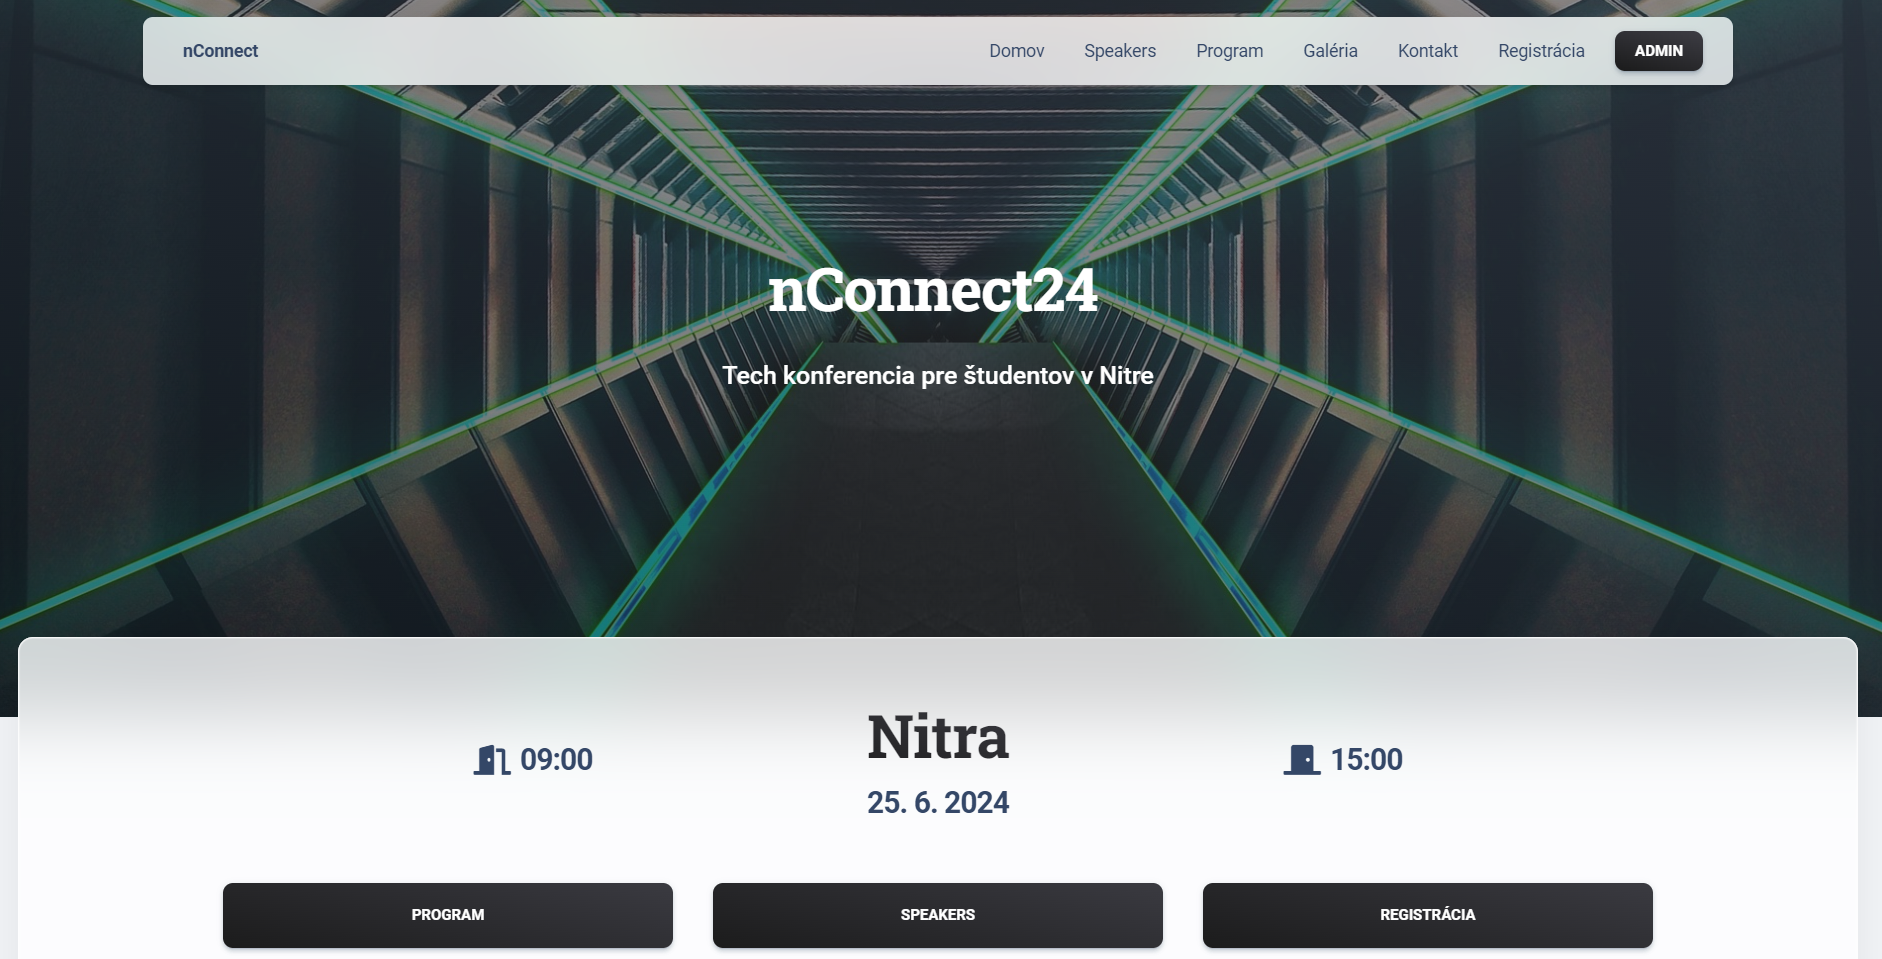 nConnect
Domov Speakers Program Galéria Kontakt Registrácia ADMIN
nConnect24
Tech konferencia pre študentov v Nitre
Nitra
09:00
15:00
25. 6. 2024
PROGRAM SPEAKERS REGISTRÁCIA